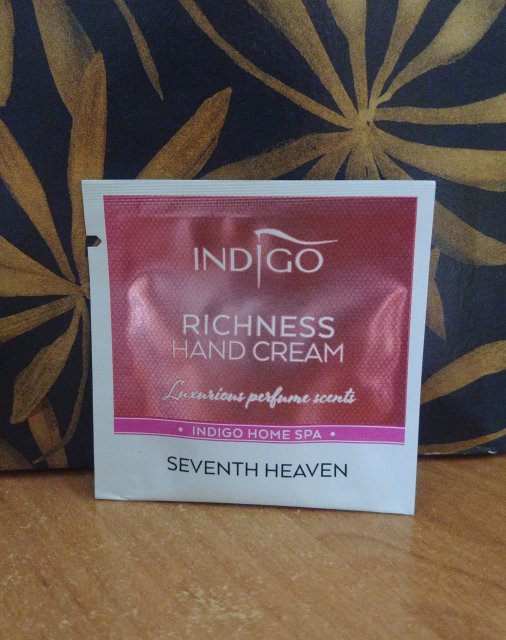 INDIGO
RICHNESS
HAND CREAM
Luxurious perfume scents
• INDIGO HOME SPA •
SEVENTH HEAVEN